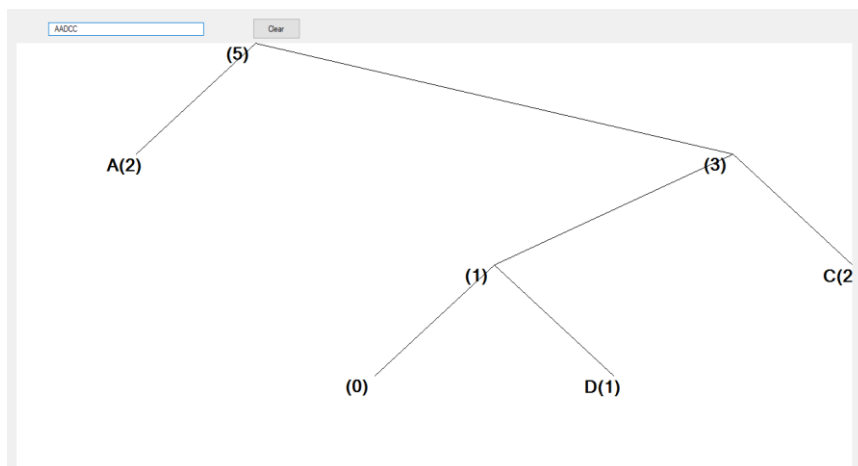 AADCC
Clear
(5)
A(2)
(3)
(1)
C(2
(0)
D(1)